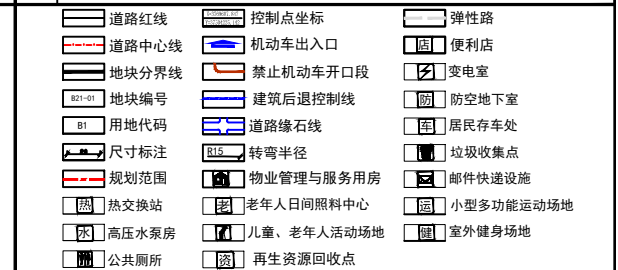 道路红线
道路中心线
地块分界线
B21-01 地块编号
B1 用地代码
尺寸标注
规划范围
热 热交换站
水 高压水泵房
公共厕所
控制点坐标
机动车出入口
禁止机动车开口段
建筑后退控制线
道路缘石线
R15 转弯半径
物业管理与服务用房
老 老年人日间照料中心
儿童、老年人活动场地
资 再生资源回收点
弹性路
店 便利店
变电室
防 防空地下室
车 居民存车处
垃圾收集点
邮件快递设施
运 小型多功能运动场地
健 室外健身场地